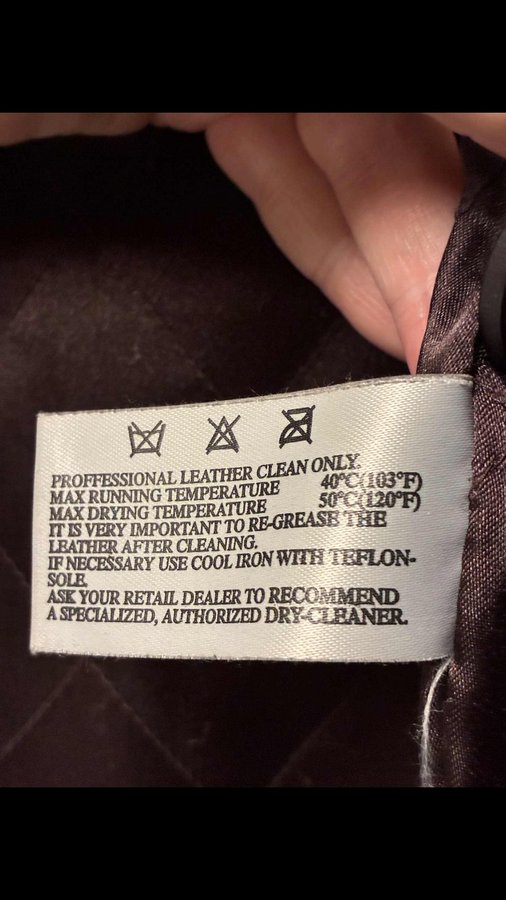 PROFFESSIONAL LEATHER CLEAN ONLY.
MAX RUNNING TEMPERATURE 40°C(103°F)
MAX DRYING TEMPERATURE 50°C(120°F)
IT IS VERY IMPORTANT TO RE-GREASE THE
LEATHER AFTER CLEANING.
IF NECESSARY USE COOL IRON WITH TEFLON-
SOLE.
ASK YOUR RETAIL DEALER TO RECOMMEND
A SPECIALIZED, AUTHORIZED DRY-CLEANER.